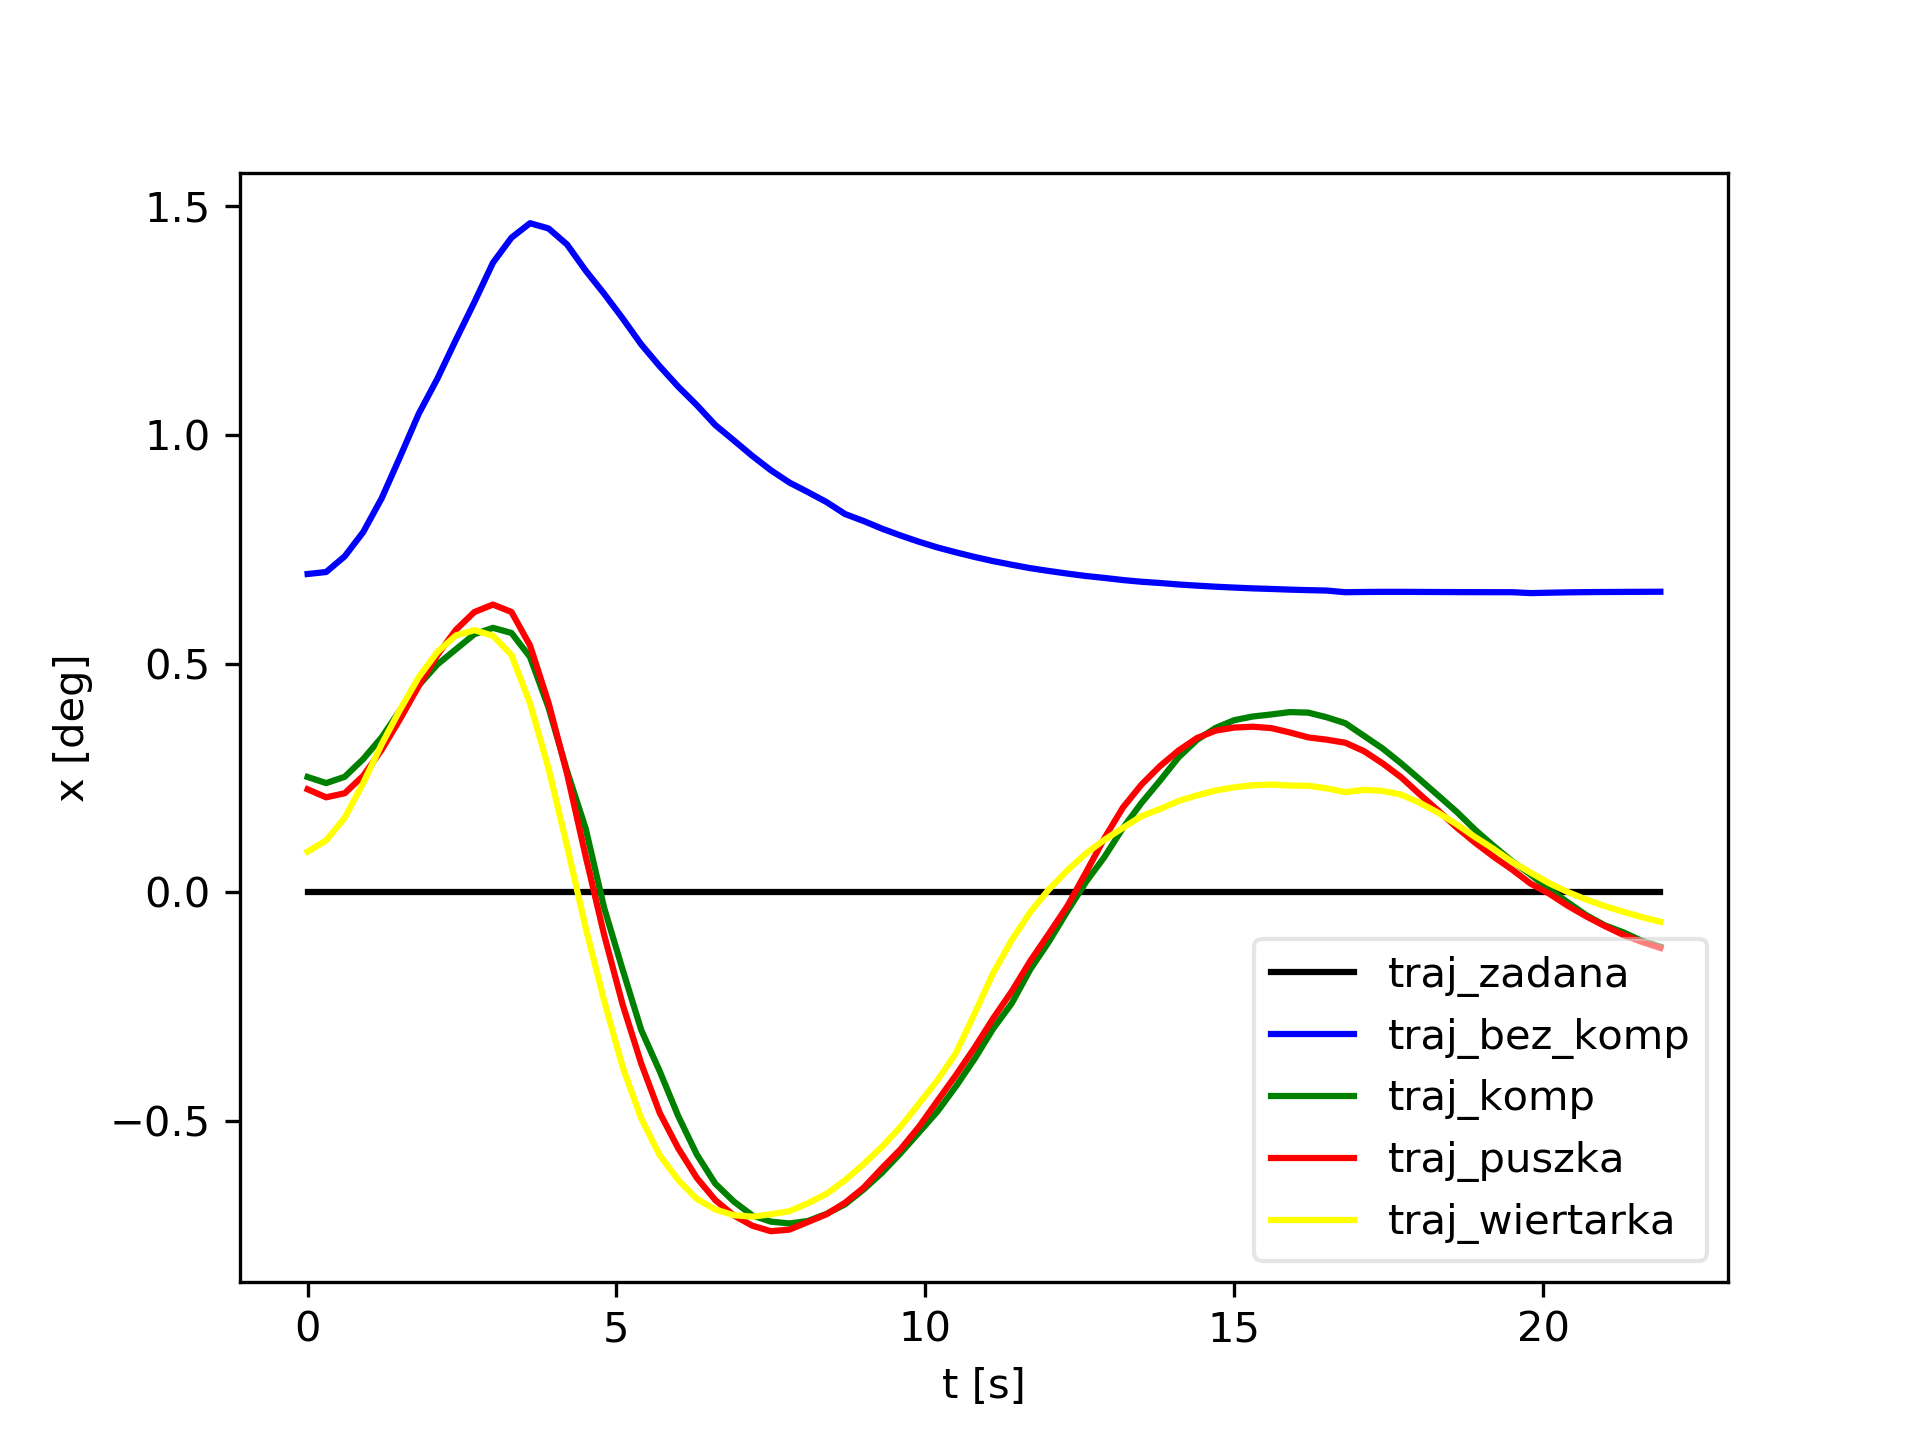 1.5
1.0
0.5
0.0
−0.5
x [deg]
0 5 10 15 20
t [s]
traj_zadana
traj_bez_komp
traj_komp
traj_puszka
traj_wiertarka